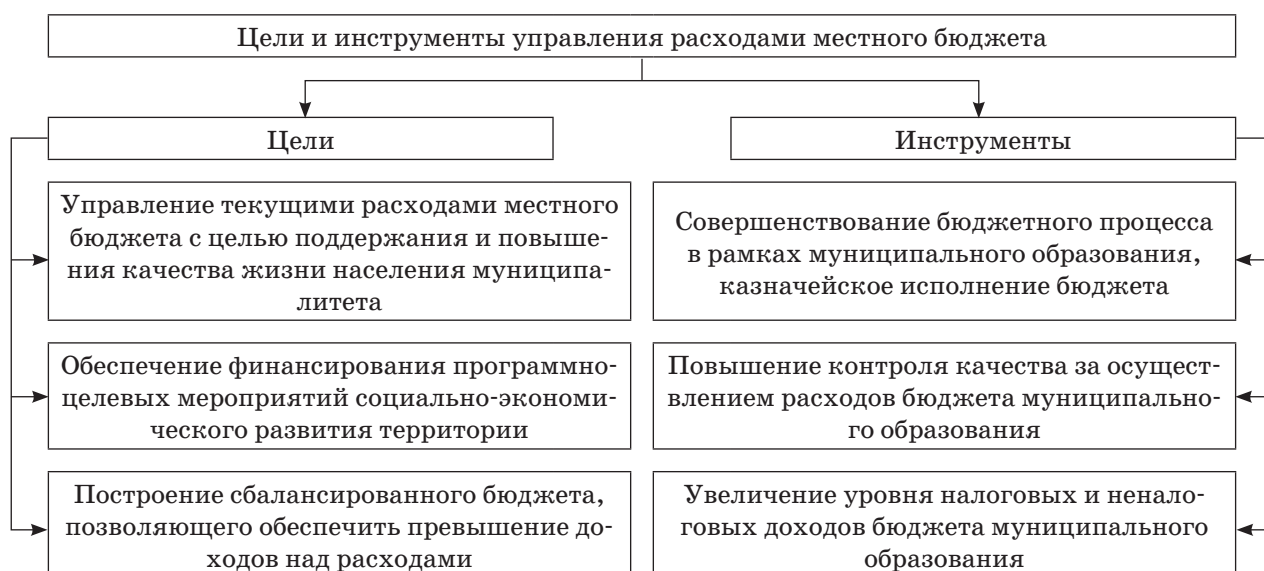 Цели и инструменты управления расходами местного бюджета
Цели
Инструменты
Управление текущими расходами местного
бюджета с целью поддержания и повыше-
ния качества жизни населения муниципа-
литета
Совершенствование бюджетного процесса
в рамках муниципального образования,
казначейское исполнение бюджета
Обеспечение финансирования программно-
целевых мероприятий социально-экономи-
ческого развития территории
Повышение контроля качества за осущест-
влением расходов бюджета муниципально-
го образования
Построение сбалансированного бюджета,
позволяющего обеспечить превышение до-
ходов над расходами
Увеличение уровня налоговых и ненало-
говых доходов бюджета муниципального
образования